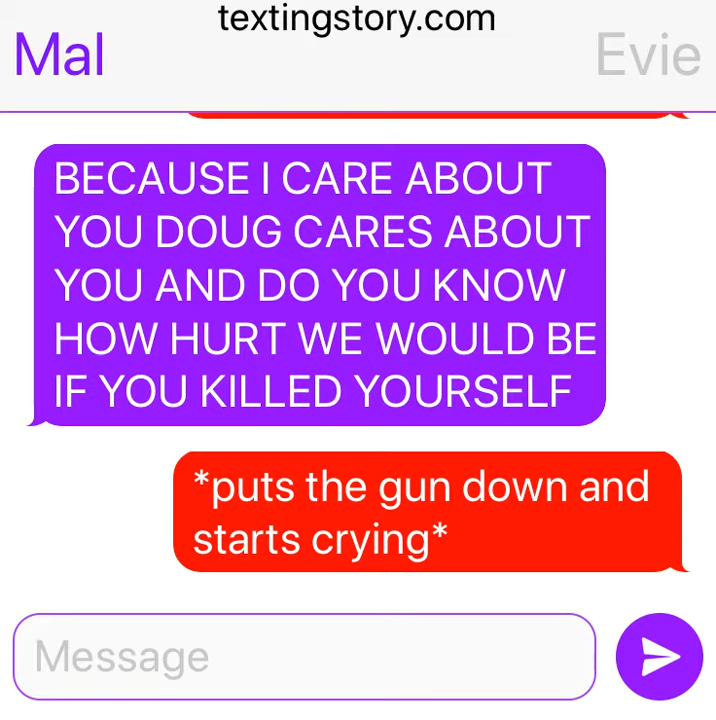 textingstory.com
Mal
Evie
BECAUSE I CARE ABOUT
YOU DOUG CARES ABOUT
YOU AND DO YOU KNOW
HOW HURT WE WOULD BE
IF YOU KILLED YOURSELF
*puts the gun down and
starts crying*
Message